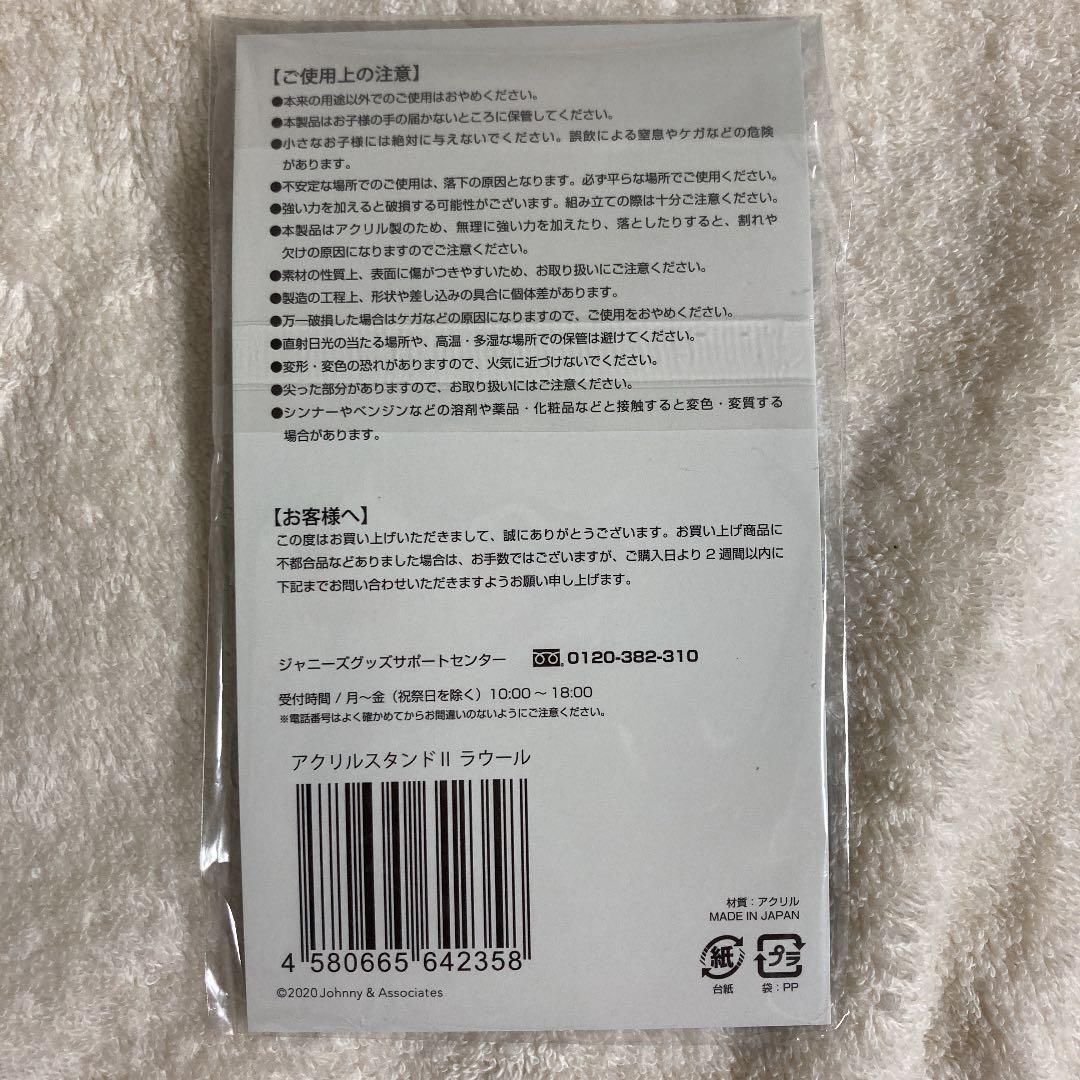 【ご使用上の注意】
●本来の用途以外でのご使用はおやめください。
●本製品はお子様の手の届かないところに保管してください。
●小さなお子様には絶対に与えないでください。誤飲による窒息やケガなどの危険
があります。
●不安定な場所でのご使用は、落下の原因となります。必ず平らな場所でご使用ください。
●強い力を加えると破損する可能性がございます。組み立ての際は十分ご注意ください。
●本製品はアクリル製のため、無理に強い力を加えたり、落としたりすると、割れや
欠けの原因になりますのでご注意ください。
●素材の性質上、表面に傷がつきやすいため、お取り扱いにご注意ください。
●製造の工程上、形状や差し込みの具合に個体差があります。
●万一破損した場合はケガなどの原因になりますので、ご使用をおやめください。
●直射日光の当たる場所や、高温・多湿な場所での保管は避けてください。
●変形・変色の恐れがありますので、火気に近づけないでください。
●尖った部分がありますので、お取り扱いにはご注意ください。
●シンナーやベンジンなどの溶剤や薬品・化粧品などと接触すると変色・変質する
場合があります。
【お客様へ】
この度はお買い上げいただきまして、誠にありがとうございます。お買い上げ商品に
不都合品などありました場合は、お手数ではございますが、ご購入日より2週間以内に
下記までお問い合わせいただきますようお願い申し上げます。
ジャニーズグッズサポートセンター 0120-382-310
受付時間 / 月〜金（祝祭日を除く）10:00〜18:00
※電話番号はよく確かめてからお間違いのないようにご注意ください。
アクリルスタンドII ラウール
4 580665 642358
©2020 Johnny & Associates
材質：アクリル
MADE IN JAPAN
紙 プラ
台紙 袋：PP